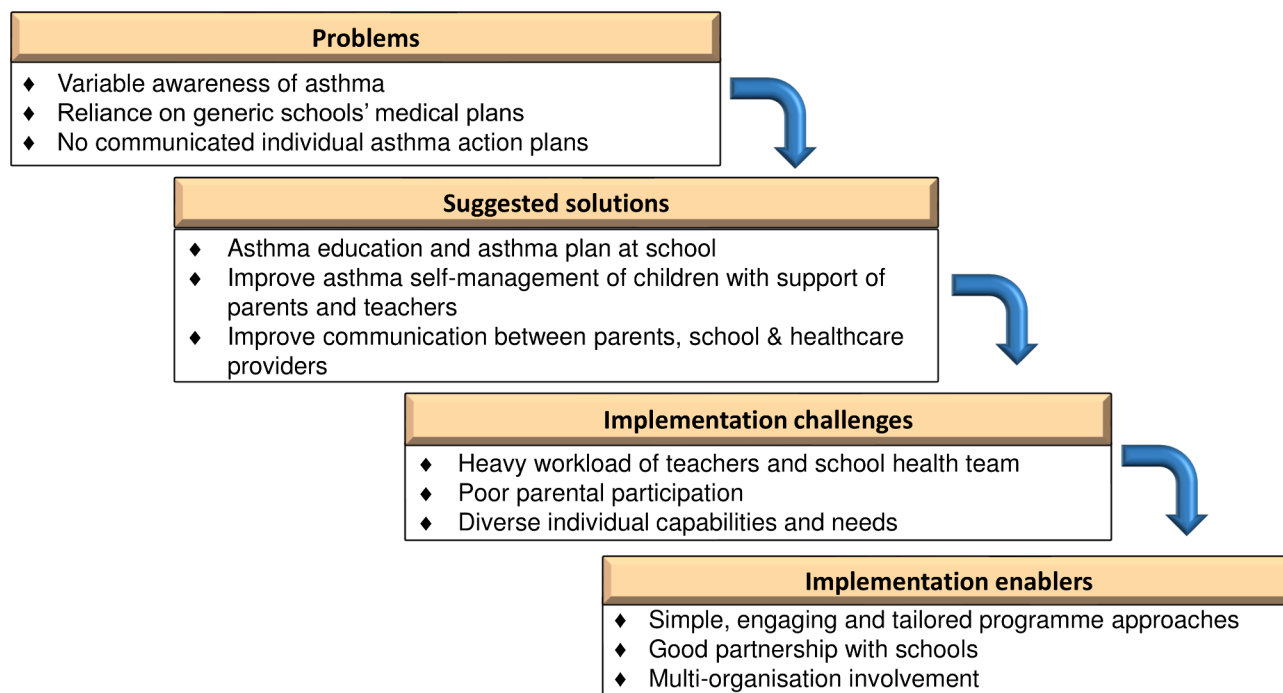 Problems
♦ Variable awareness of asthma
♦ Reliance on generic schools’ medical plans
♦ No communicated individual asthma action plans
Suggested solutions
♦ Asthma education and asthma plan at school
♦ Improve asthma self-management of children with support of
parents and teachers
♦ Improve communication between parents, school & healthcare
providers
Implementation challenges
♦ Heavy workload of teachers and school health team
♦ Poor parental participation
♦ Diverse individual capabilities and needs
Implementation enablers
♦ Simple, engaging and tailored programme approaches
♦ Good partnership with schools
♦ Multi-organisation involvement